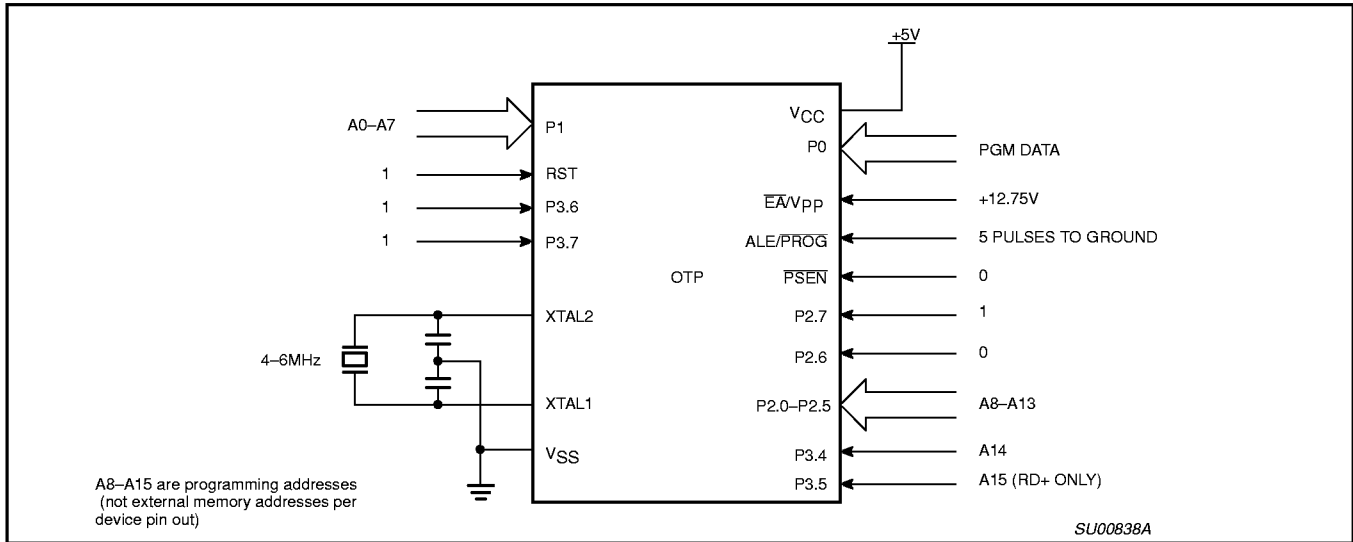 +5V
A0–A7
P1
VCC
P0
PGM DATA
1
RST
1
P3.6
EA/VPP
+12.75V
1
P3.7
ALE/PROG
5 PULSES TO GROUND
OTP
PSEN
0
XTAL2
P2.7
1
4–6MHz
P2.6
0
XTAL1
P2.0–P2.5
A8–A13
VSS
P3.4
A14
P3.5
A15 (RD+ ONLY)
A8–A15 are programming addresses
(not external memory addresses per
device pin out)
SU00838A